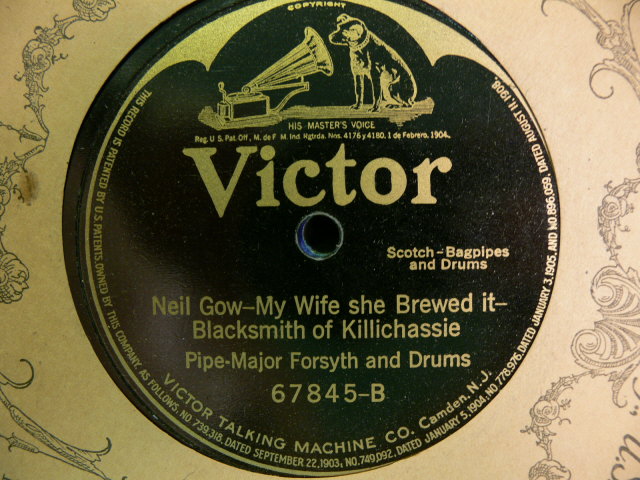 COPYRIGHT
HIS MASTER'S VOICE
Reg. U.S. Pat. Off., M. de F. M. Ind. Rgtrda. Nos. 4176 y 4180, 1 de Febrero, 1904.
Victor
Scotch-Bagpipes
and Drums
Neil Gow-My Wife she Brewed it-
Blacksmith of Killichassie
Pipe-Major Forsyth and Drums
67845-B
VICTOR TALKING MACHINE CO. Camden, N.J.
THIS RECORD IS PATENTED BY U.S. PATENTS, OWNED BY THIS COMPANY AS FOLLOWS, NO. 739,318, DATED SEPTEMBER 22, 1903; NO. 749,092, DATED JANUARY 5, 1904; NO. 778,976, DATED JANUARY 3, 1905, AND NO. 896,059, DATED AUGUST 11, 1908.
U.S.